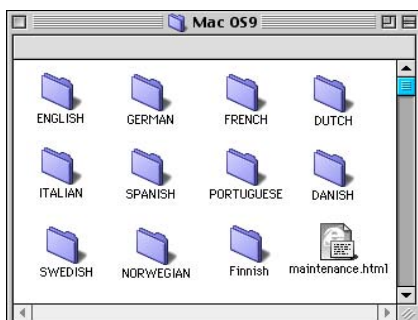 Mac OS9
ENGLISH GERMAN FRENCH DUTCH
ITALIAN SPANISH PORTUGUESE DANISH
SWEDISH NORWEGIAN Finnish maintenance.html